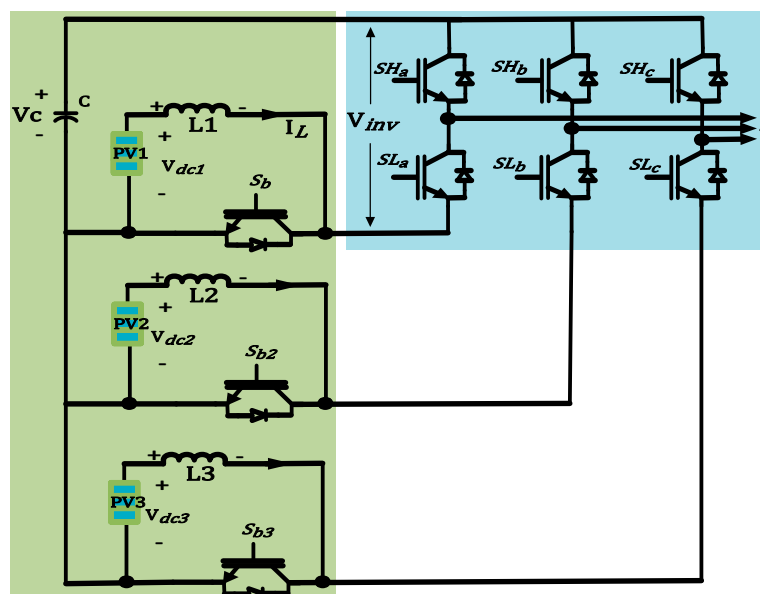 SHa
SHb
SHc
+
Vc
C
-
+
L1
-
IL
Vinv
PV1
+
Vdc1
-
SLa
SLb
SLc
Sb
+
L2
-
PV2
+
Vdc2
-
Sb2
+
L3
-
PV3
+
Vdc3
-
Sb3